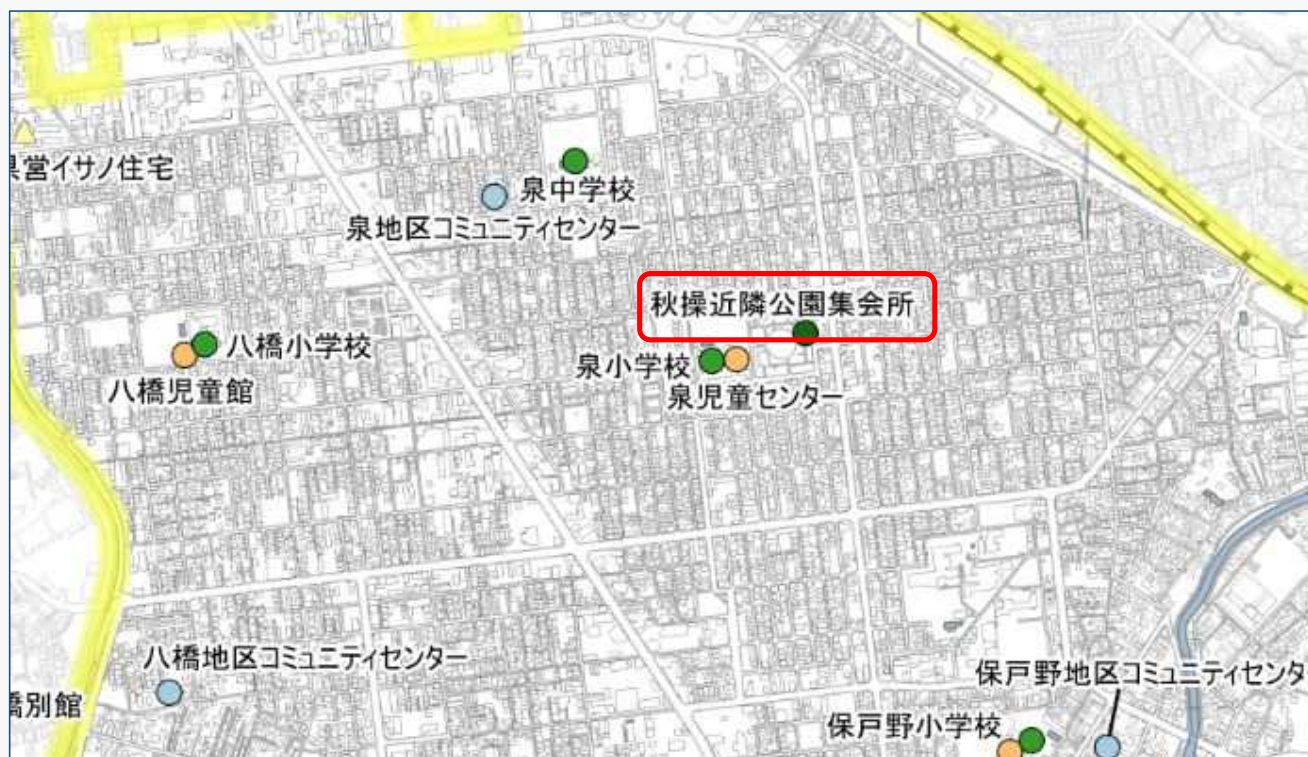 県営イサノ住宅
泉中学校
泉地区コミュニティセンター
秋操近隣公園集会所
八橋小学校
泉小学校
八橋児童館
泉児童センター
八橋地区コミュニティセンター
保戸野地区コミュニティセンタ
橋別館
保戸野小学校